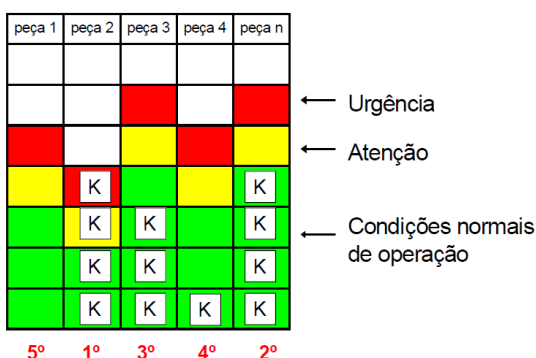 peça 1 peça 2 peça 3 peça 4 peça n
Urgência
Atenção
K K
K K K
Condições normais
de operação
K K K
K K K K
5º 1º 3º 4º 2º